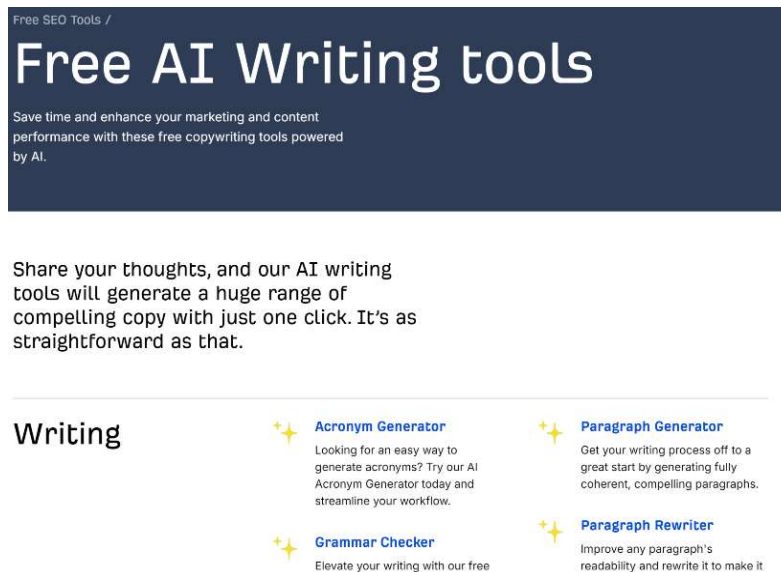 Free SEO Tools /
Free AI Writing tools
Save time and enhance your marketing and content
performance with these free copywriting tools powered
by AI.
Share your thoughts, and our AI writing
tools will generate a huge range of
compelling copy with just one click. It's as
straightforward as that.
Writing
Acronym Generator
Looking for an easy way to
generate acronyms? Try our AI
Acronym Generator today and
streamline your workflow.
Grammar Checker
Elevate your writing with our free
Paragraph Generator
Get your writing process off to a
great start by generating fully
coherent, compelling paragraphs.
Paragraph Rewriter
Improve any paragraph's
readability and rewrite it to make it